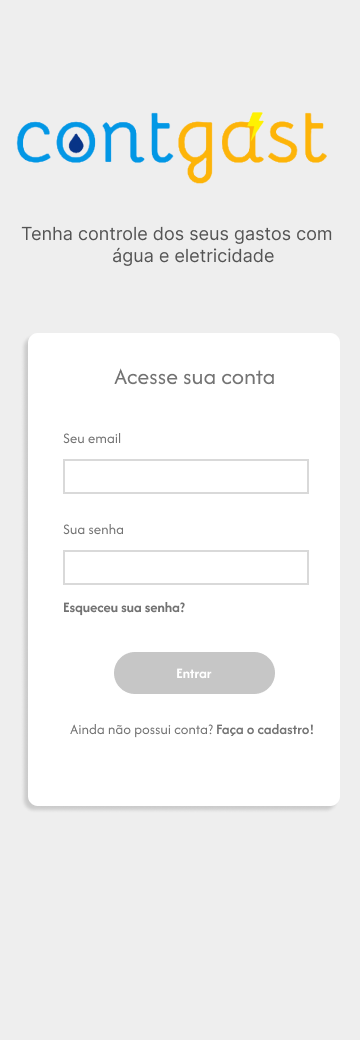 contgast
Tenha controle dos seus gastos com
água e eletricidade
Acesse sua conta
Seu email
Sua senha
Esqueceu sua senha?
Entrar
Ainda não possui conta? Faça o cadastro!